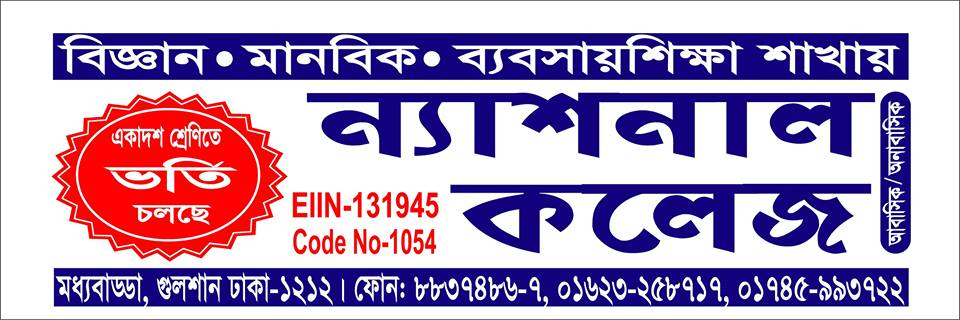 বিজ্ঞান • মানবিক • ব্যবসায়শিক্ষা শাখায়
একাদশ শ্রেণিতে
ভর্তি
চলছে
EIIN-131945
Code No-1054
ন্যাশনাল
কলেজ
আবাসিক / অনাবাসিক
মধ্যবাড্ডা, গুলশান ঢাকা-১২১২। ফোন: ৮৮৩৭৪৮৬-৭, ০১৬২৩-২৫৮৭১৭, ০১৭৪৫-৯৯৩৭২২